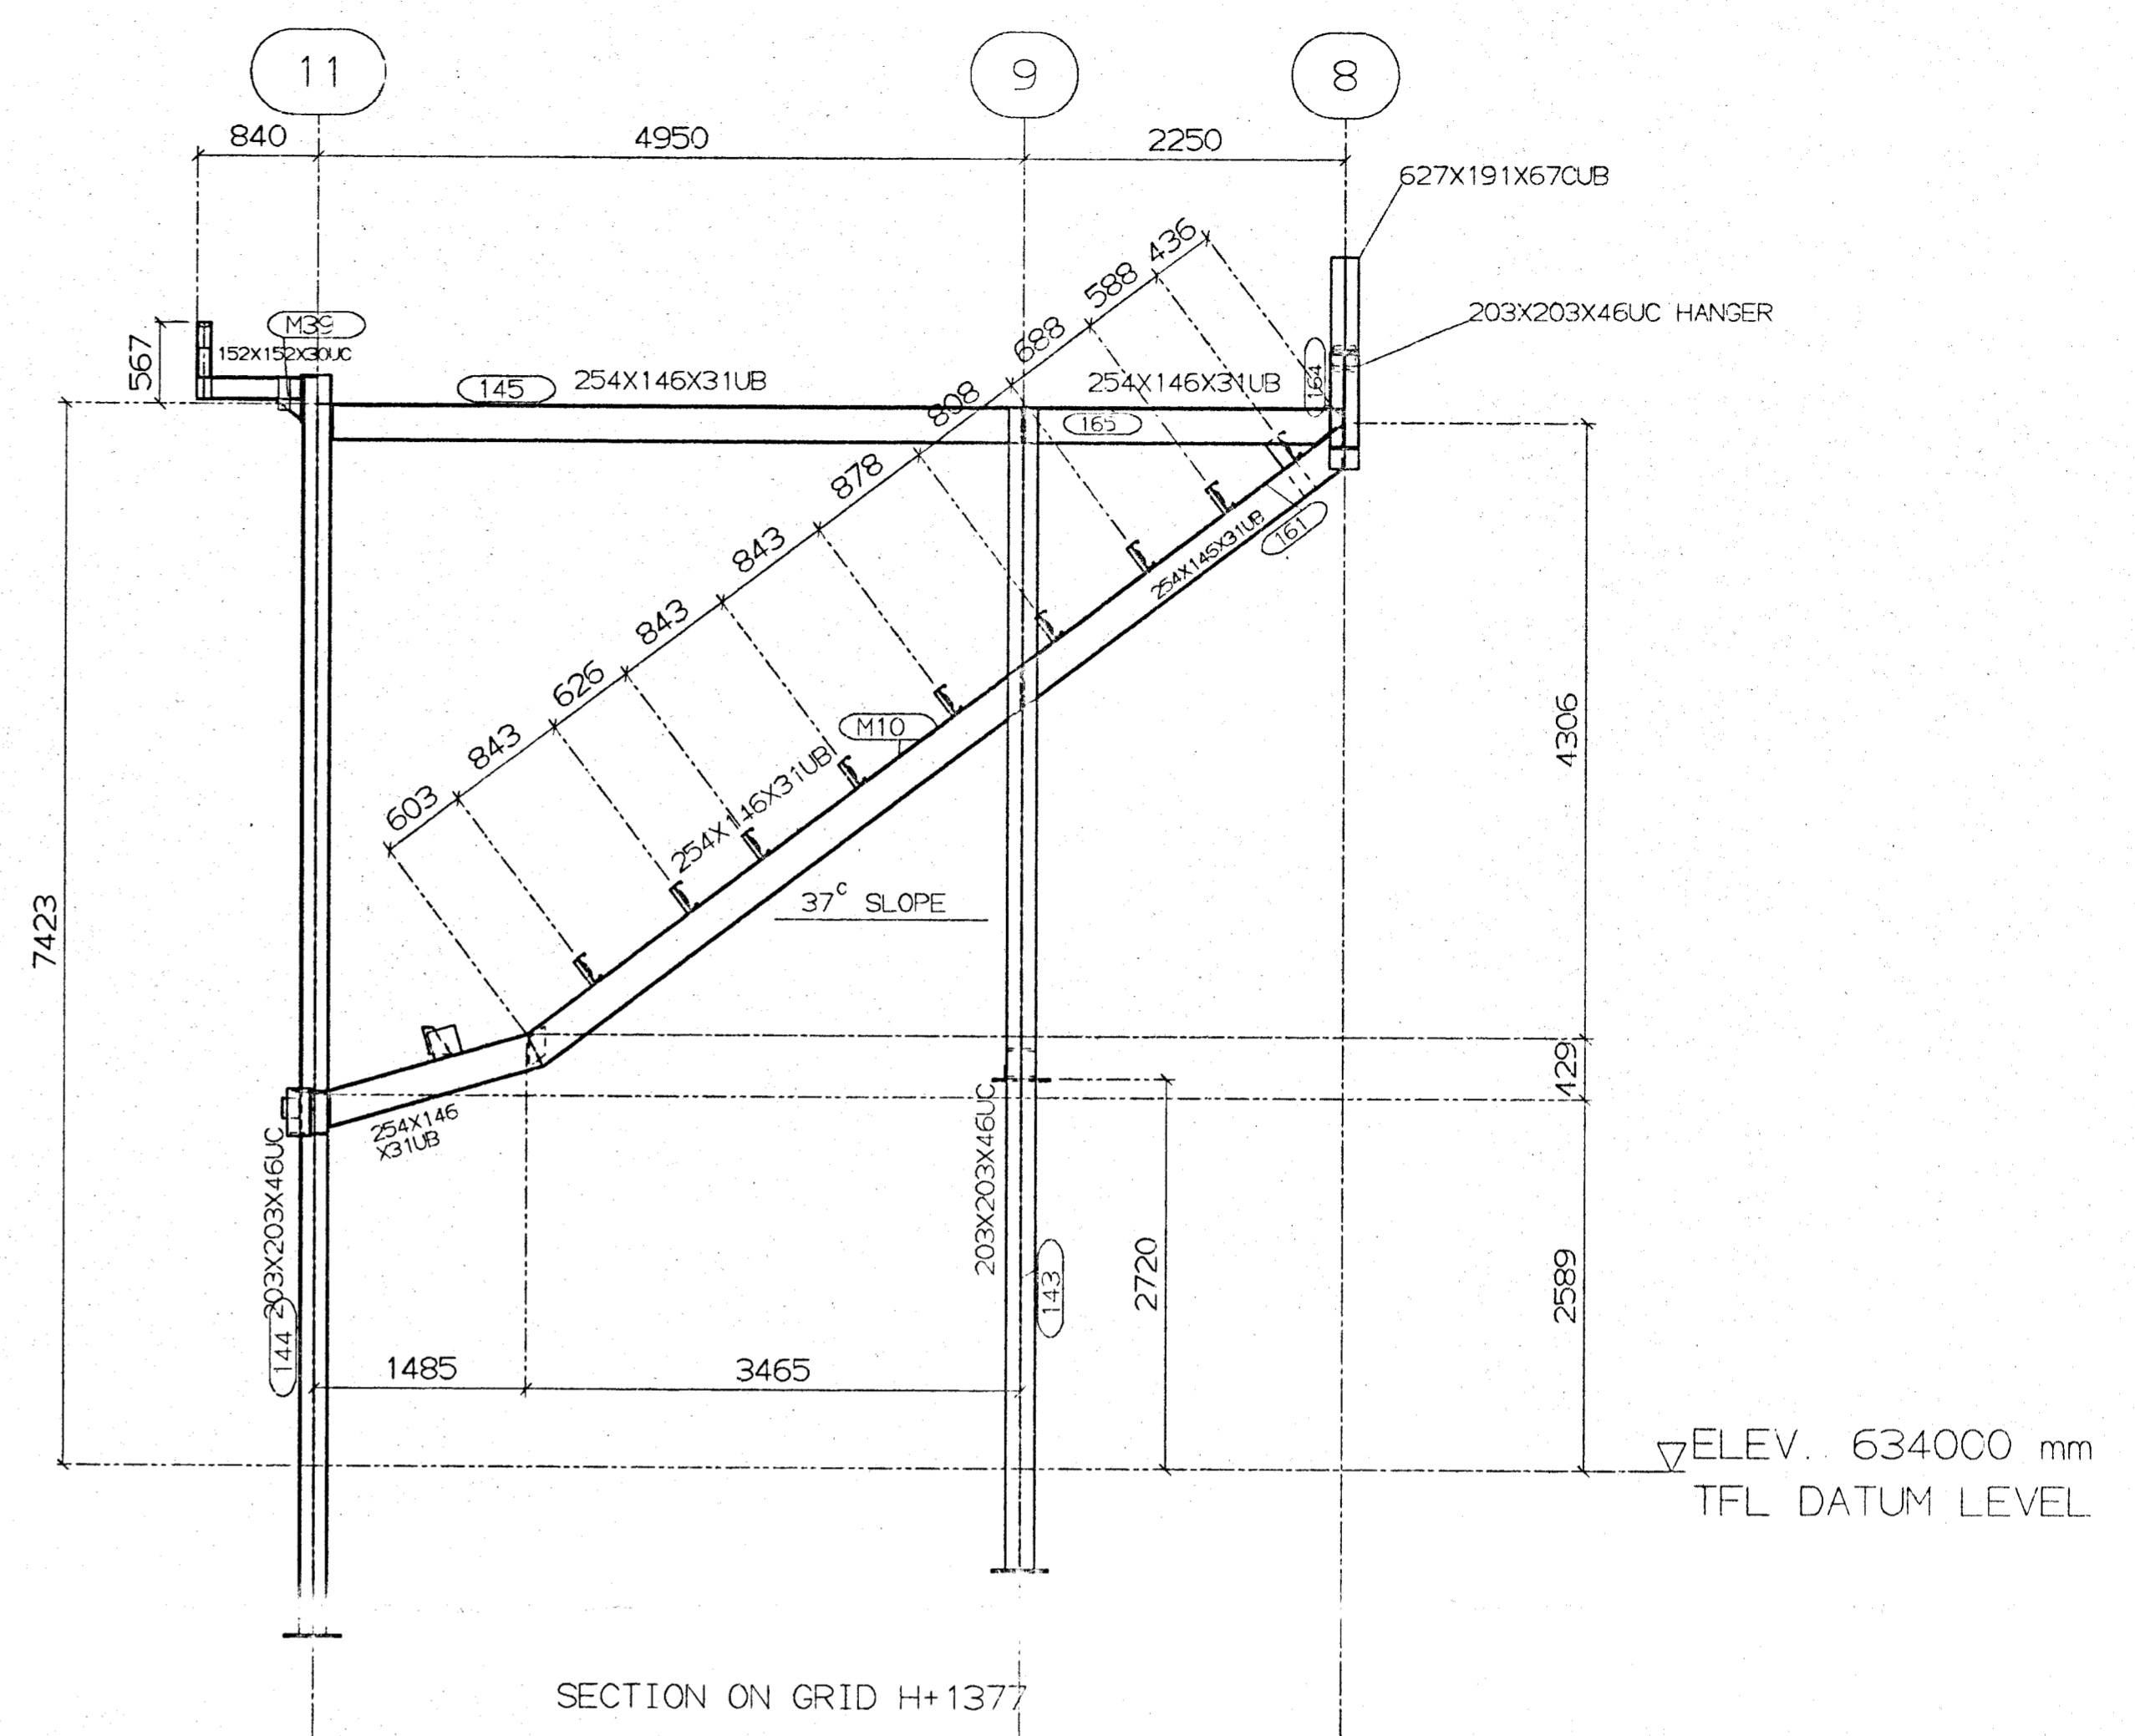 11
9
8
840
4950
2250
627X191X67CUB
436
588
688
808
878
843
843
626
843
603
203X203X46UC HANGER
M39
567
152X152X30UC
145
254X146X31UB
254X146X31UB
164
165
161
254X146X31UB
M10
254X146X31UB
37° SLOPE
4306
429
7423
254X146
X31UB
203X203X46UC
203X203X46UC
144
143
2720
2589
1485
3465
ELEV. 634000 mm
TFL DATUM LEVEL
SECTION ON GRID H+1377